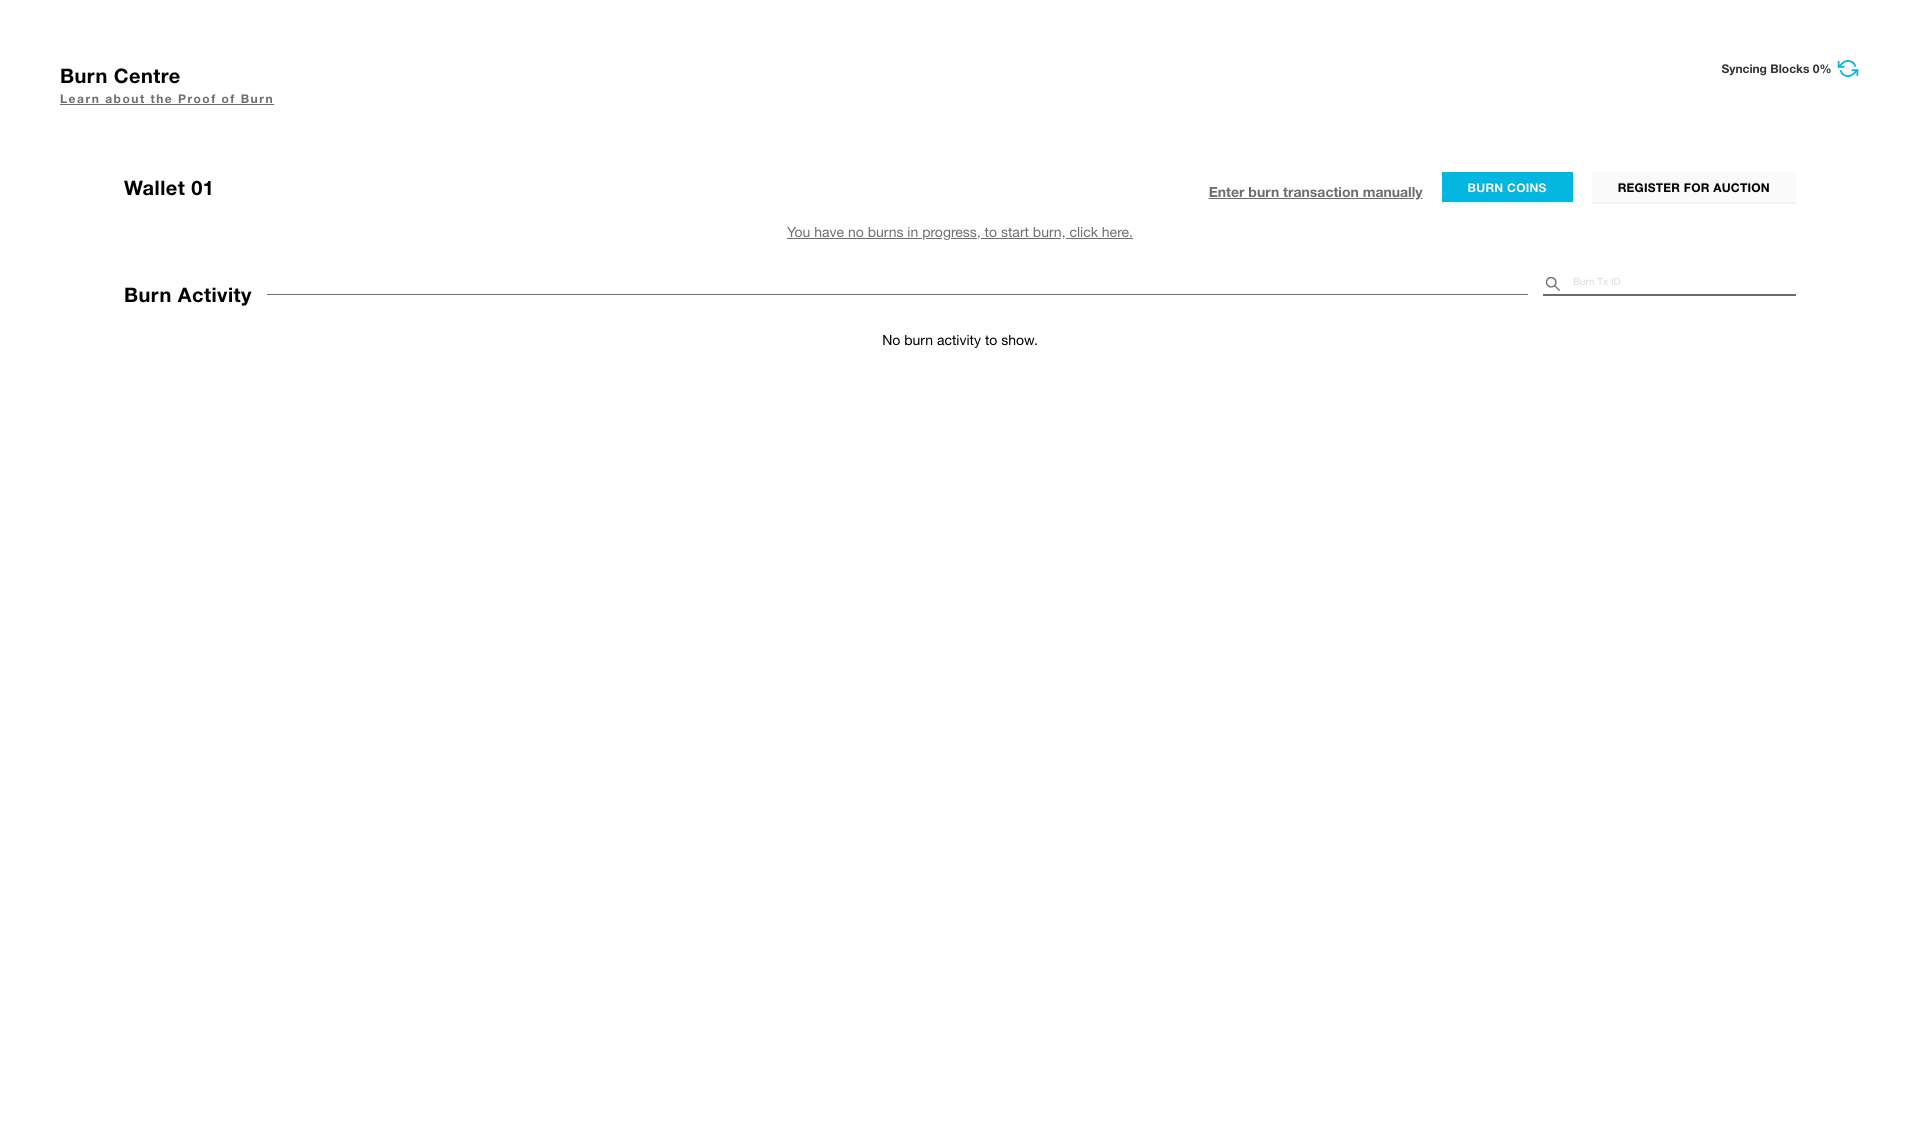 Burn Centre
Syncing Blocks 0%
Learn about the Proof of Burn
Wallet 01
Enter burn transaction manually
BURN COINS
REGISTER FOR AUCTION
You have no burns in progress, to start burn, click here.
Burn Activity
Burn Tx ID
No burn activity to show.